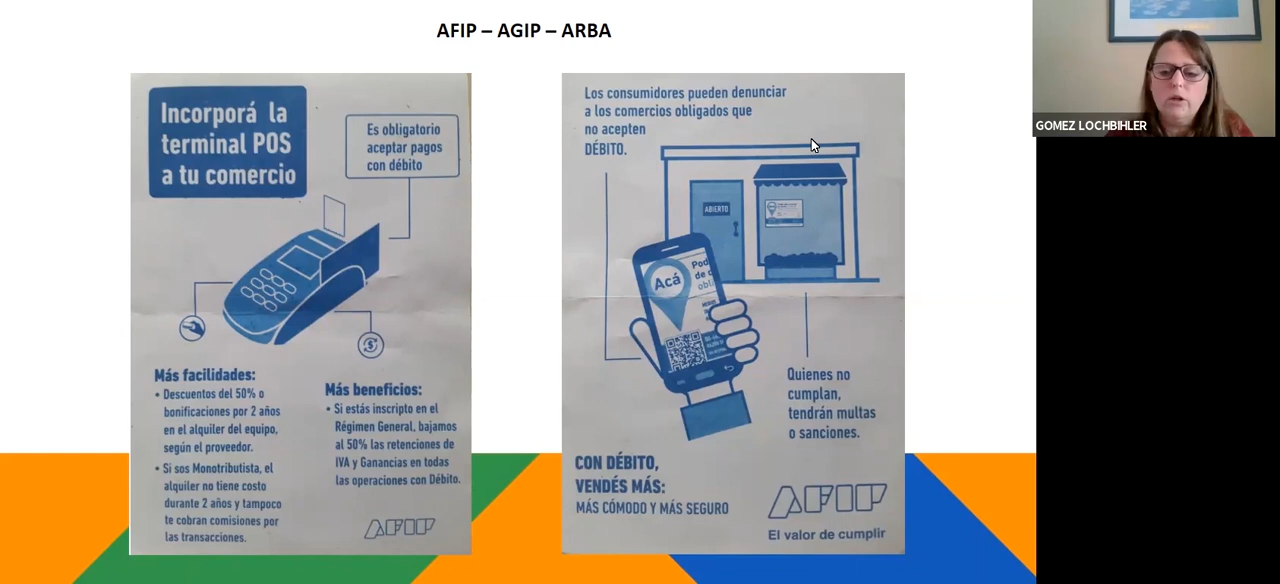 AFIP – AGIP – ARBA
Incorporá la
terminal POS
a tu comercio
Es obligatorio
aceptar pagos
con débito
Más facilidades:
• Descuentos del 50% o
bonificaciones por 2 años
en el alquiler del equipo,
según el proveedor.
• Si sos Monotributista, el
alquiler no tiene costo
durante 2 años y tampoco
te cobran comisiones por
las transacciones.
Más beneficios:
• Si estás inscripto en el
Régimen General, bajamos
al 50% las retenciones de
IVA y Ganancias en todas
las operaciones con Débito.
AFIP
Los consumidores pueden denunciar
a los comercios obligados que
no acepten
DÉBITO.
ABIERTO
Acá
Pod
de
obli
Quienes no
cumplan,
tendrán multas
o sanciones.
CON DÉBITO,
VENDÉS MÁS:
MÁS CÓMODO Y MÁS SEGURO
AFIP
El valor de cumplir
GOMEZ LOCHBIHLER